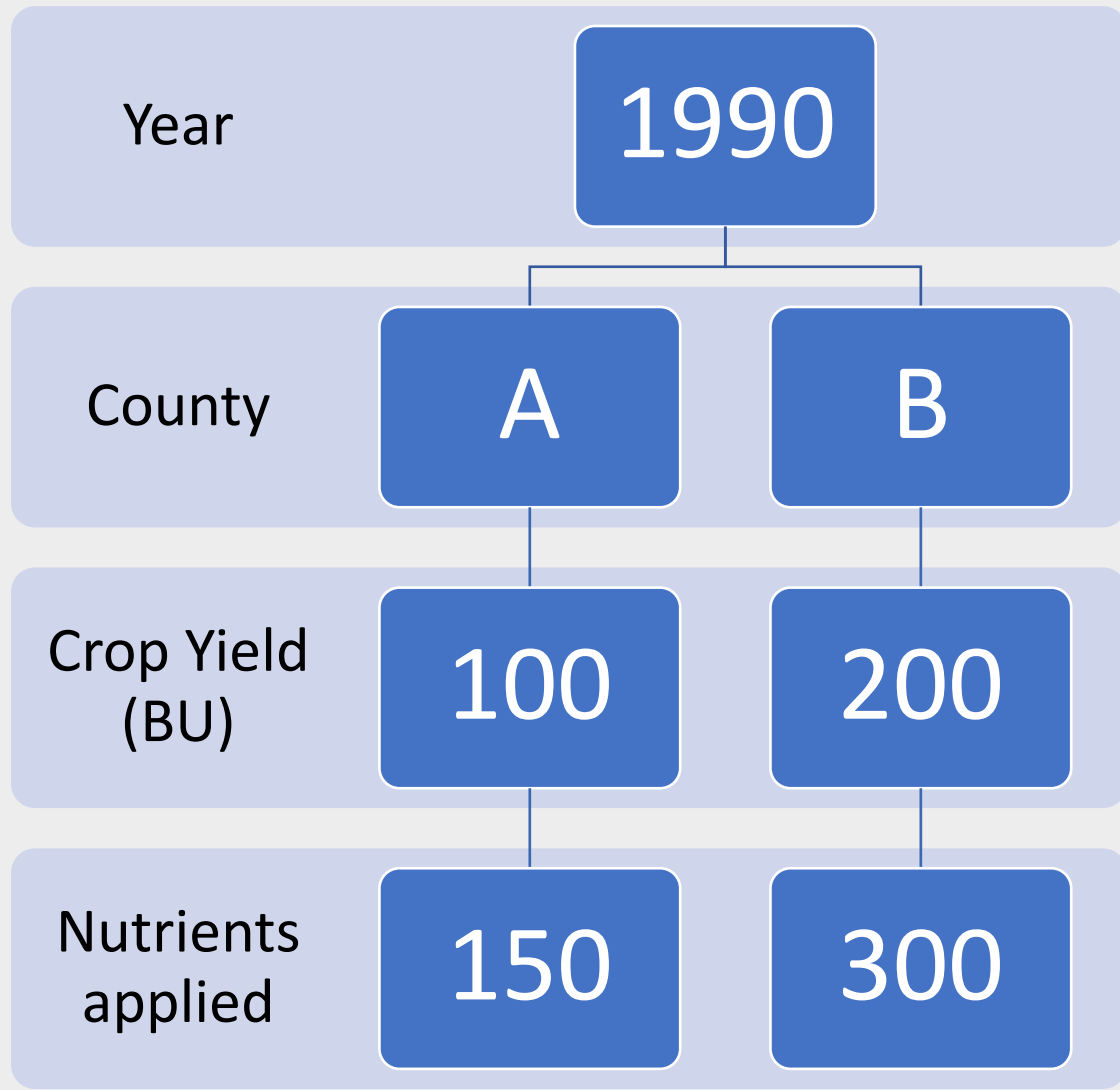 Year
1990
County
A
B
Crop Yield
(BU)
100
200
Nutrients
applied
150
300